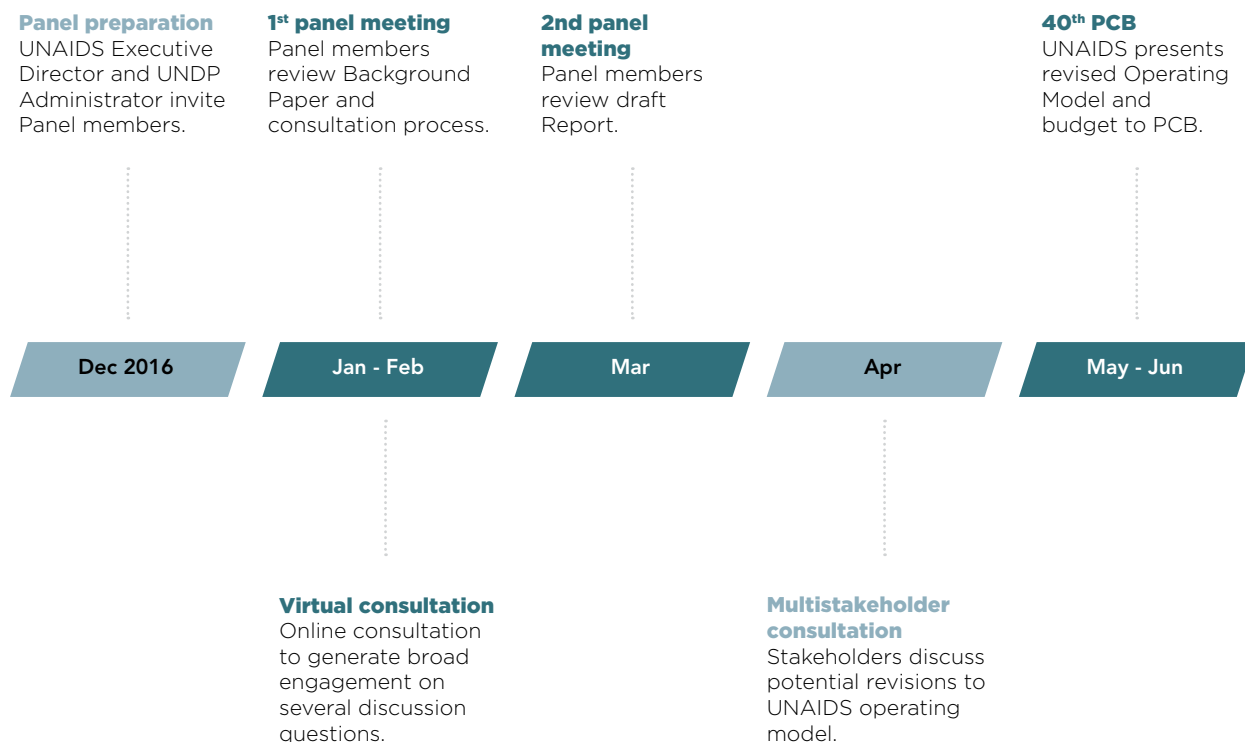 Panel preparation
UNAIDS Executive
Director and UNDP
Administrator invite
Panel members.
1st panel meeting
Panel members
review Background
Paper and
consultation process.
2nd panel
meeting
Panel members
review draft
Report.
40th PCB
UNAIDS presents
revised Operating
Model and
budget to PCB.
Dec 2016
Jan - Feb
Mar
Apr
May - Jun
Virtual consultation
Online consultation
to generate broad
engagement on
several discussion
questions.
Multistakeholder
consultation
Stakeholders discuss
potential revisions to
UNAIDS operating
model.